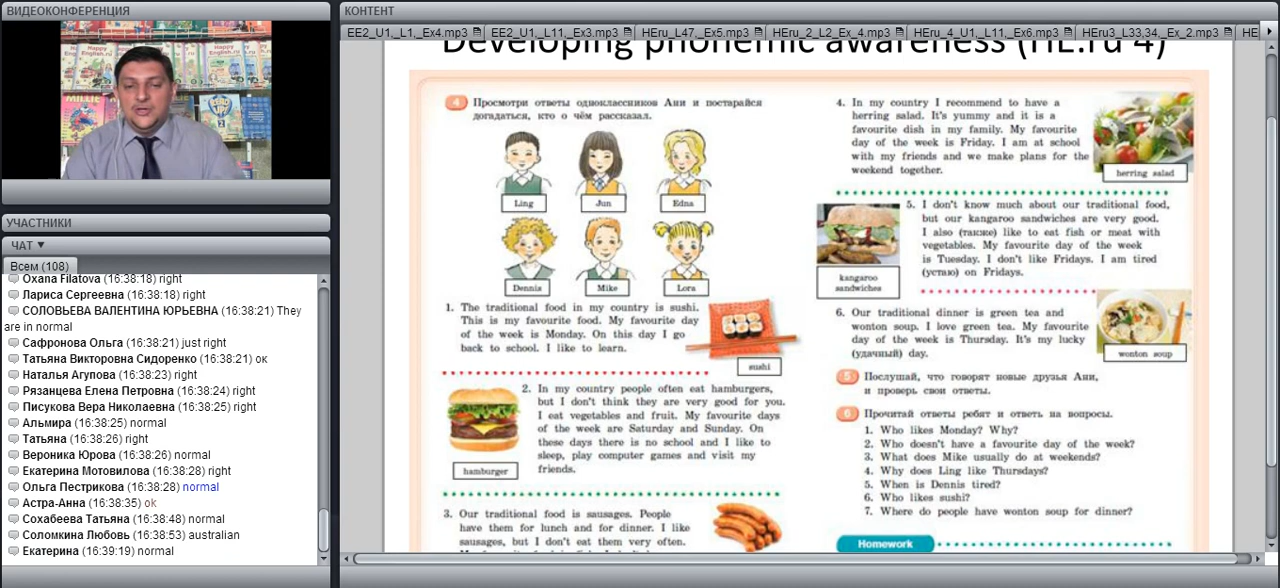 ВИДЕОКОНФЕРЕНЦИЯ
Happy English.ru
MILLIE
УЧАСТНИКИ
ЧАТ ▼
Всем (108)
Oxana Filatova (16:38:18) right
Лариса Сергеевна (16:38:18) right
СОЛОВЬЕВА ВАЛЕНТИНА ЮРЬЕВНА (16:38:21) They
are in normal
Сафронова Ольга (16:38:21) just right
Татьяна Викторовна Сидоренко (16:38:21) ок
Наталия Агупова (16:38:23) right
Рязанцева Елена Петровна (16:38:24) right
Писукова Вера Николаевна (16:38:25) right
Альмира (16:38:25) normal
Татьяна (16:38:26) right
Вероника Юрова (16:38:26) normal
Екатерина Мотовилова (16:38:28) right
Ольга Пестрикова (16:38:28) normal
Астра-Анна (16:38:35) ok
Сохабеева Татьяна (16:38:48) normal
Соломкина Любовь (16:38:53) australian
Екатерина (16:39:19) normal
КОНТЕНТ
EE2_U1,_L1,_Ex4.mp3
EE2_U1,_L11,_Ex3.mp3
HEru_L47,_Ex5.mp3
HEru_2_L2_Ex_4.mp3
HEru_4_U1,_L11,_Ex6.mp3
HEru3_L33,34,_Ex_2.mp3
HE
Developing phonemic awareness (HE.ru 4)
4 Просмотри ответы одноклассников Ани и постарайся
догадаться, кто о чём рассказал.
Ling
Jun
Edna
Dennis
Mike
Lora
1. The traditional food in my country is sushi.
This is my favourite food. My favourite day
of the week is Monday. On this day I go
back to school. I like to learn.
sushi
2. In my country people often eat hamburgers,
but I don't think they are very good for you.
I eat vegetables and fruit. My favourite days
of the week are Saturday and Sunday. On
these days there is no school and I like to
sleep, play computer games and visit my
friends.
hamburger
3. Our traditional food is sausages. People
have them for lunch and for dinner. I like
sausages, but I don't eat them very often.
4. In my country I recommend to have a
herring salad. It's yummy and it is a
favourite dish in my family. My favourite
day of the week is Friday. I am at school
with my friends and we make plans for the
weekend together.
herring salad
5. I don't know much about our traditional food,
but our kangaroo sandwiches are very good.
I also (также) like to eat fish or meat with
vegetables. My favourite day of the week
is Tuesday. I don't like Fridays. I am tired
(устаю) on Fridays.
kangaroo
sandwiches
6. Our traditional dinner is green tea and
wonton soup. I love green tea. My favourite
day of the week is Thursday. It's my lucky
(удачный) day.
wonton soup
5 Послушай, что говорят новые друзья Ани,
и проверь свои ответы.
6 Прочитай ответы ребят и ответь на вопросы.
1. Who likes Monday? Why?
2. Who doesn't have a favourite day of the week?
3. What does Mike usually do at weekends?
4. Why does Ling like Thursdays?
5. When is Dennis tired?
6. Who likes sushi?
7. Where do people have wonton soup for dinner?
Homework